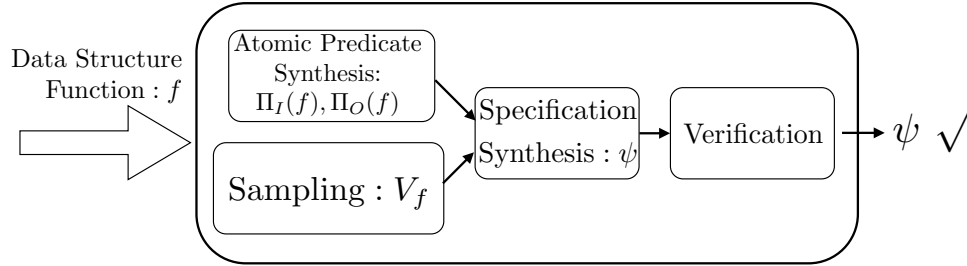 Data Structure
Function : f
Atomic Predicate
Synthesis:
Π_I(f), Π_O(f)
Sampling : V_f
Specification
Synthesis : ψ
Verification
ψ √